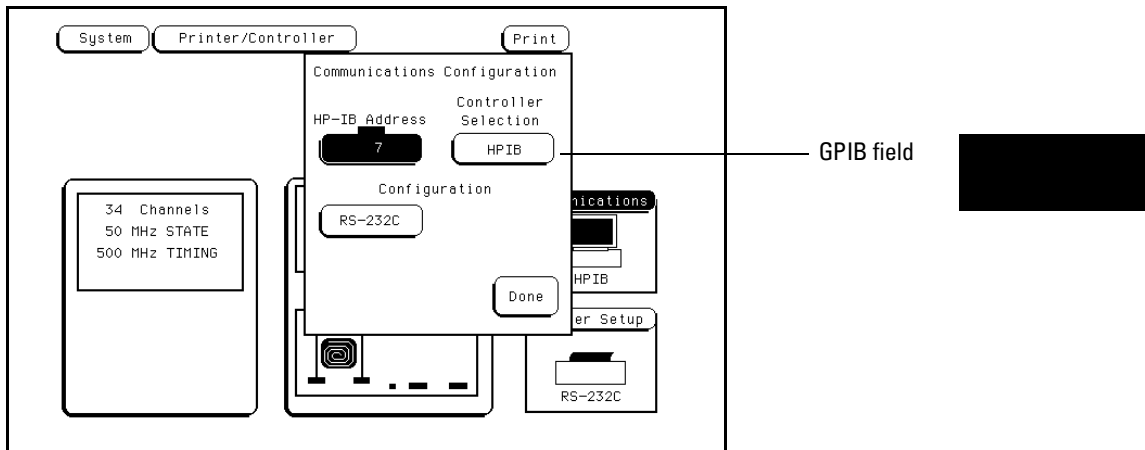 System Printer/Controller Print
Communications Configuration
Controller
HP-IB Address Selection
7 HPIB
GPIB field
Configuration
RS-232C
Done
34 Channels
50 MHz STATE
500 MHz TIMING
nications
HPIB
er Setup
RS-232C